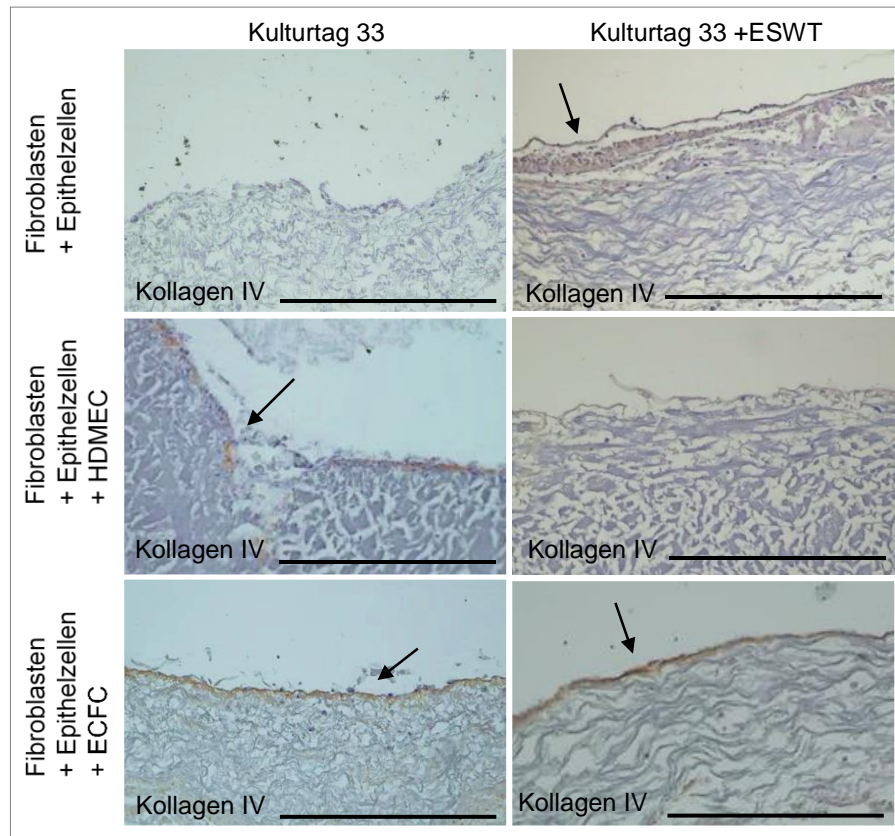 Kulturtag 33
Kulturtag 33 +ESWT
Fibroblasten
+ Epithelzellen
Kollagen IV
Kollagen IV
Fibroblasten
+ Epithelzellen
+ HDMEC
Kollagen IV
Kollagen IV
Fibroblasten
+ Epithelzellen
+ ECFC
Kollagen IV
Kollagen IV